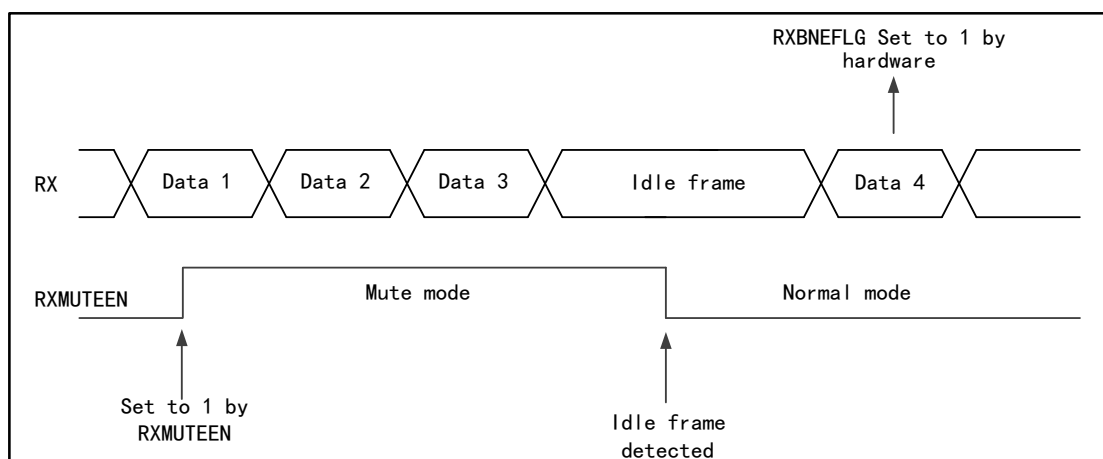 RXBNEFLG Set to 1 by
hardware
RX
Data 1
Data 2
Data 3
Idle frame
Data 4
RXMUTEEN
Mute mode
Normal mode
Set to 1 by
RXMUTEEN
Idle frame
detected